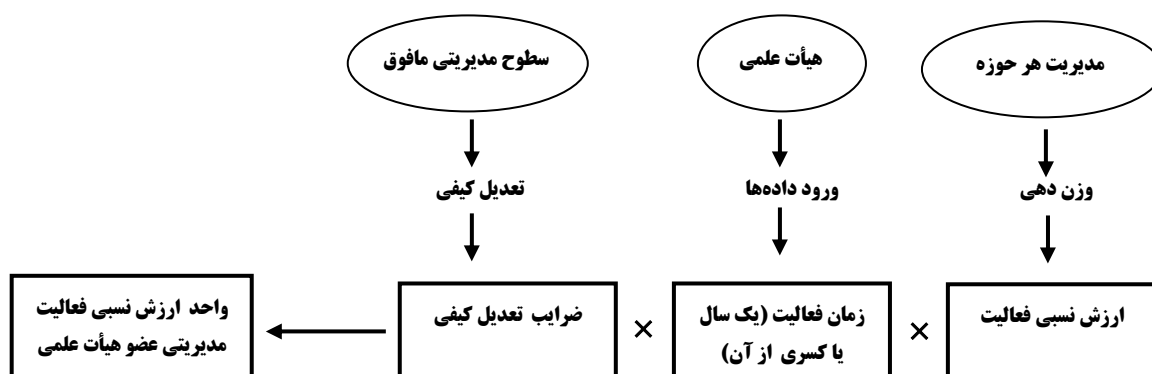 مدیریت هر حوزه
هیأت علمی
سطوح مدیریتی مافوق
وزن دهی
ورود داده‌ها
تعدیل کیفی
ارزش نسبی فعالیت
×
زمان فعالیت (یک سال
یا کسری از آن)
×
ضرایب تعدیل کیفی
واحد ارزش نسبی فعالیت
مدیریتی عضو هیأت علمی